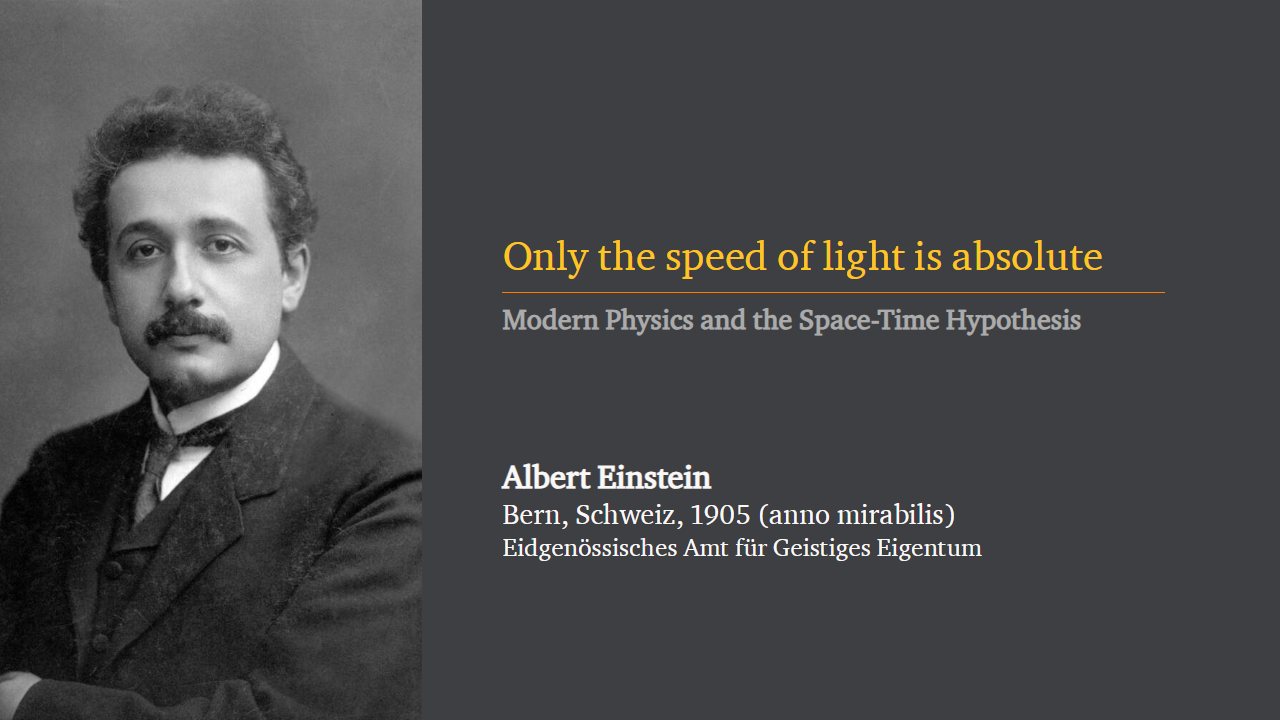 Only the speed of light is absolute
Modern Physics and the Space-Time Hypothesis
Albert Einstein
Bern, Schweiz, 1905 (anno mirabilis)
Eidgenössisches Amt für Geistiges Eigentum